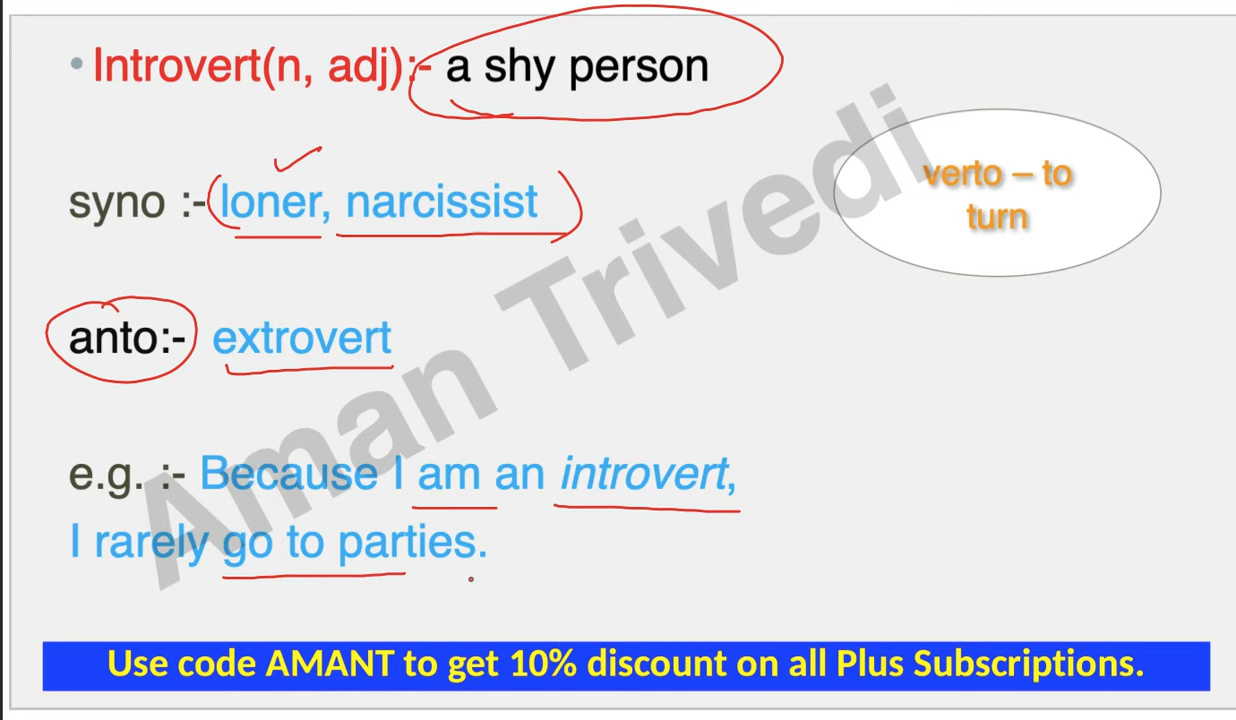 • Introvert(n, adj):- a shy person
syno :- loner, narcissist
verto – to
turn
anto:- extrovert
e.g. :- Because I am an introvert,
I rarely go to parties.
Aman Trivedi
Use code AMANT to get 10% discount on all Plus Subscriptions.